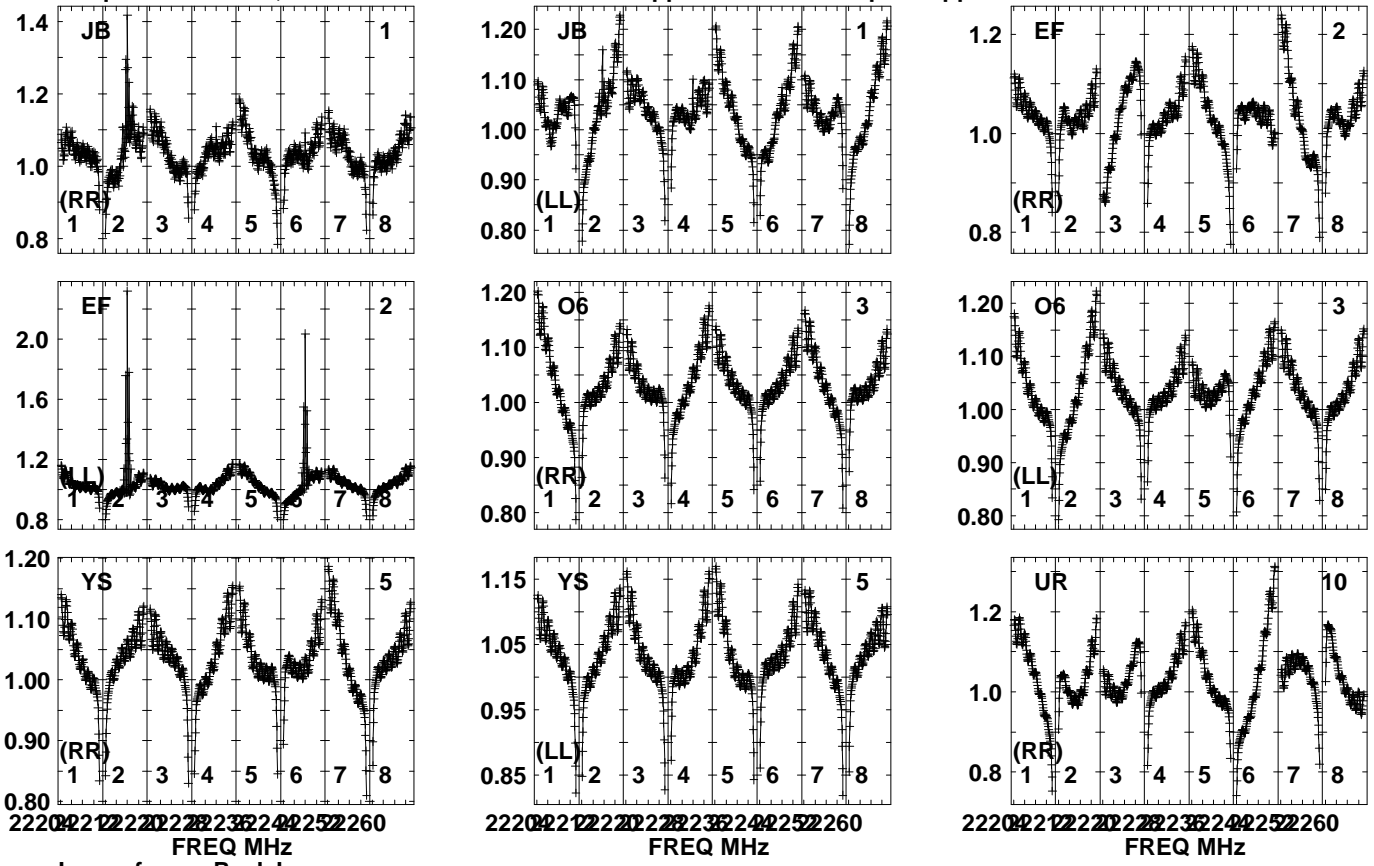 1.4 JB 1
1.2
1.0
0.8
(RR)
1 2 3 4 5 6 7 8
1.20 JB 1
1.10
1.00
0.90
0.80
(LL)
1 2 3 4 5 6 7 8
1.2 EF 2
1.0
0.8
(RR)
1 2 3 4 5 6 7 8
EF 2
2.0
1.6
1.2
0.8
(LL)
1 2 3 4 5 6 7 8
1.20 O6 3
1.10
1.00
0.90
0.80
(RR)
1 2 3 4 5 6 7 8
1.20 O6 3
1.10
1.00
0.90
0.80
(LL)
1 2 3 4 5 6 7 8
1.20 YS 5
1.10
1.00
0.90
0.80
(RR)
1 2 3 4 5 6 7 8
FREQ MHz
1.15 YS 5
1.05
0.95
0.85
(LL)
1 2 3 4 5 6 7 8
FREQ MHz
UR 10
1.2
1.0
0.8
(RR)
1 2 3 4 5 6 7 8
FREQ MHz